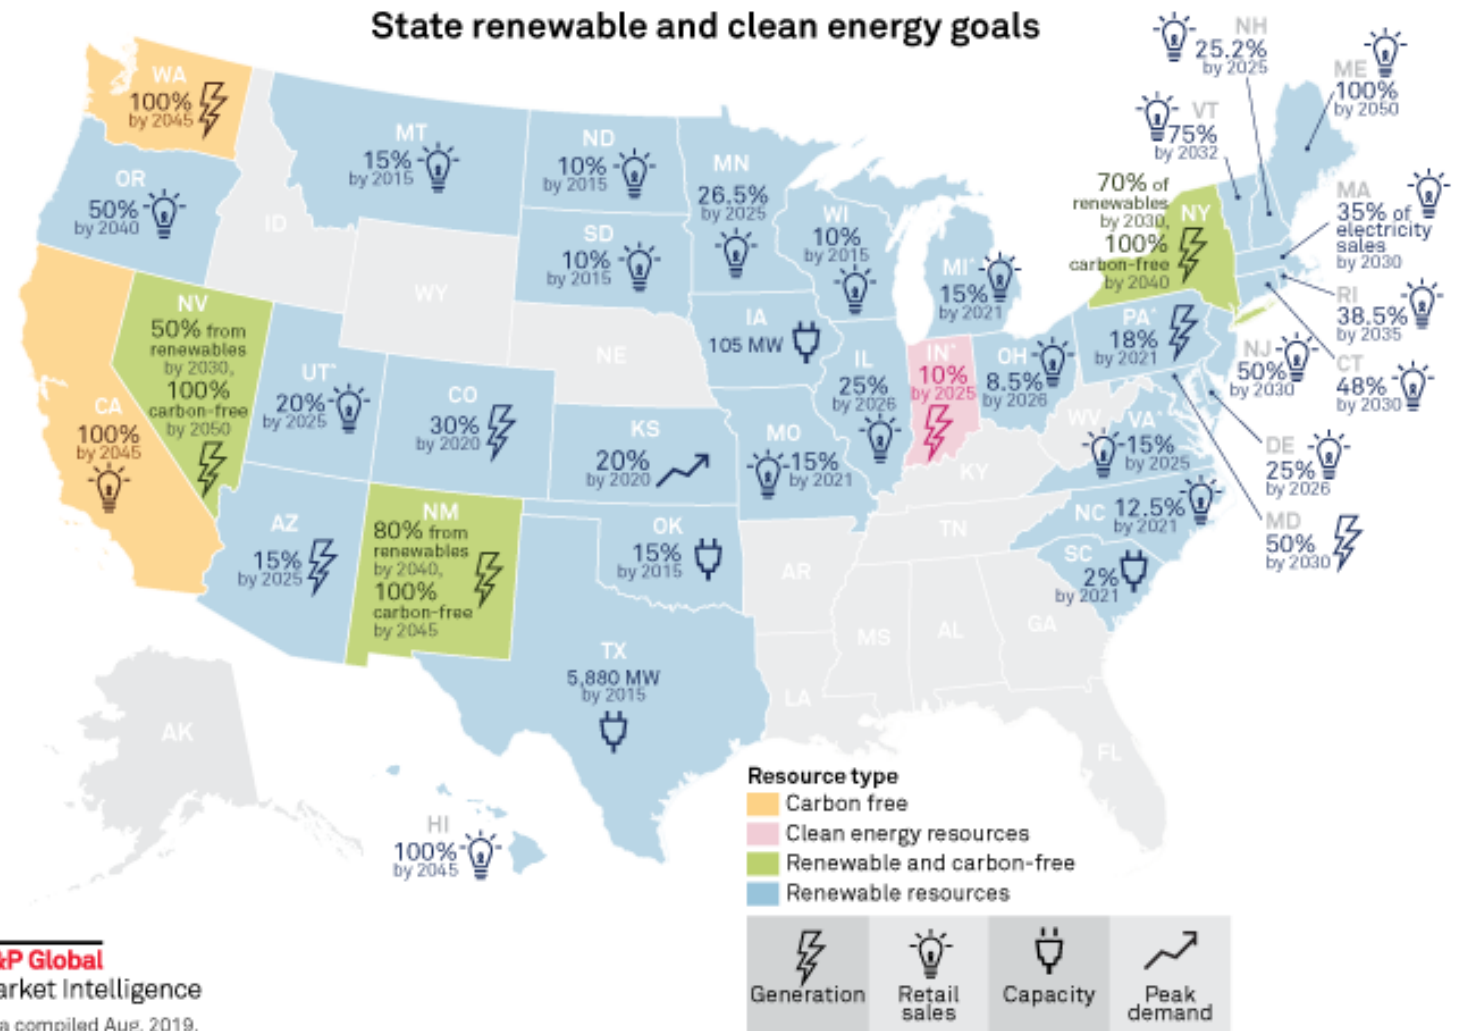 State renewable and clean energy goals
WA
100%
by 2045
OR
50%
by 2040
CA
100%
by 2045
NV
50% from
renewables
by 2030,
100%
carbon-free
by 2050
ID
MT
15%
by 2015
WY
UT^
20%
by 2025
AZ
15%
by 2025
CO
30%
by 2020
NM
80% from
renewables
by 2040,
100%
carbon-free
by 2045
ND
10%
by 2015
SD
10%
by 2015
NE
KS
20%
by 2020
OK
15%
by 2015
TX
5,880 MW
by 2015
MN
26.5%
by 2025
IA
105 MW
MO
15%
by 2021
AR
LA
WI
10%
by 2015
IL
25%
by 2026
MI^
15%
by 2021
IN^
10%
by 2025
OH
8.5%
by 2026
KY
TN
MS
AL
GA
FL
SC
2%
by 2021
NC
12.5%
by 2021
VA^
15%
by 2025
WV
PA^
18%
by 2021
70% of
renewables
by 2030,
100%
carbon-free
by 2040
NY
VT
75%
by 2032
NH
25.2%
by 2025
ME
100%
by 2050
MA
35% of
electricity
sales
by 2030
RI
38.5%
by 2035
CT
48%
by 2030
NJ
50%
by 2030
DE
25%
by 2026
MD
50%
by 2030
AK
HI
100%
by 2045
Resource type
Carbon free
Clean energy resources
Renewable and carbon-free
Renewable resources
Generation
Retail
sales
Capacity
Peak
demand
&P Global
arket Intelligence
a compiled Aug. 2019.